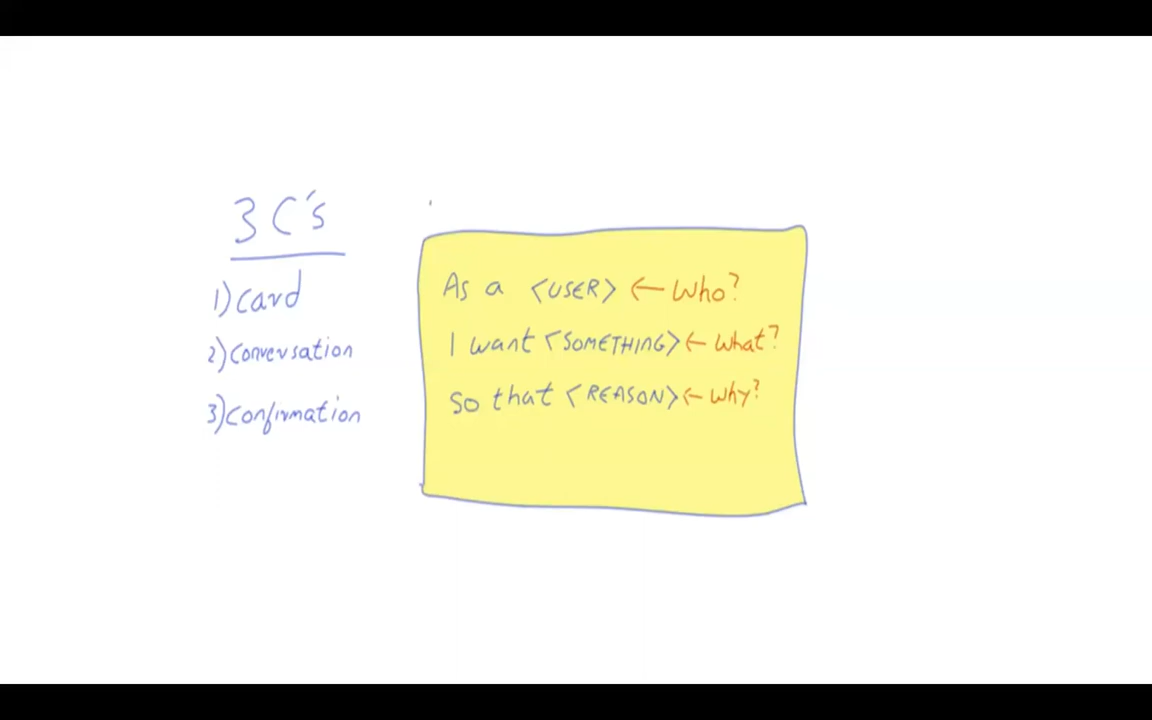 3 C's
1) Card
2) Conversation
3) Confirmation
As a <USER> ← Who?
I want <SOMETHING> ← What?
So that <REASON> ← Why?